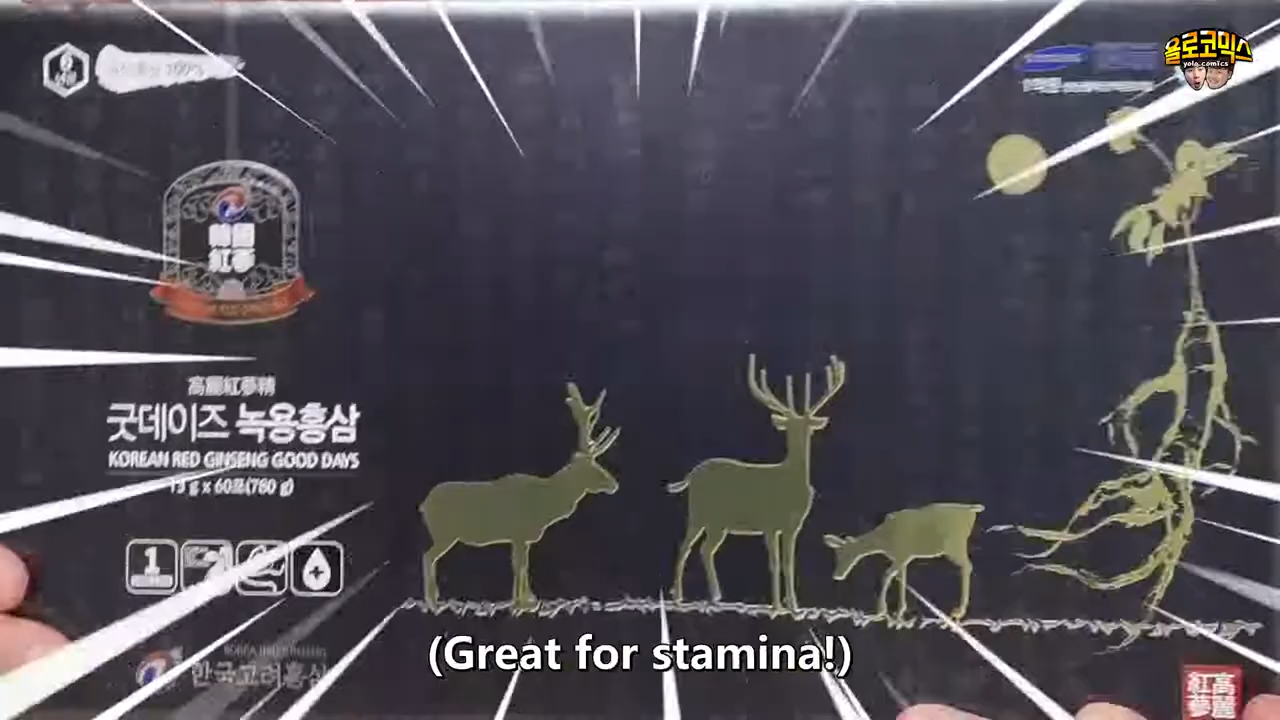 욜로코믹스
yolo.comics
高麗紅夢精
굿데이즈 녹용홍삼
KOREAN RED GINSENG GOOD DAYS
13 g x 60포(780 g)
1
한국고려홍삼
(Great for stamina!)
高麗
紅夢